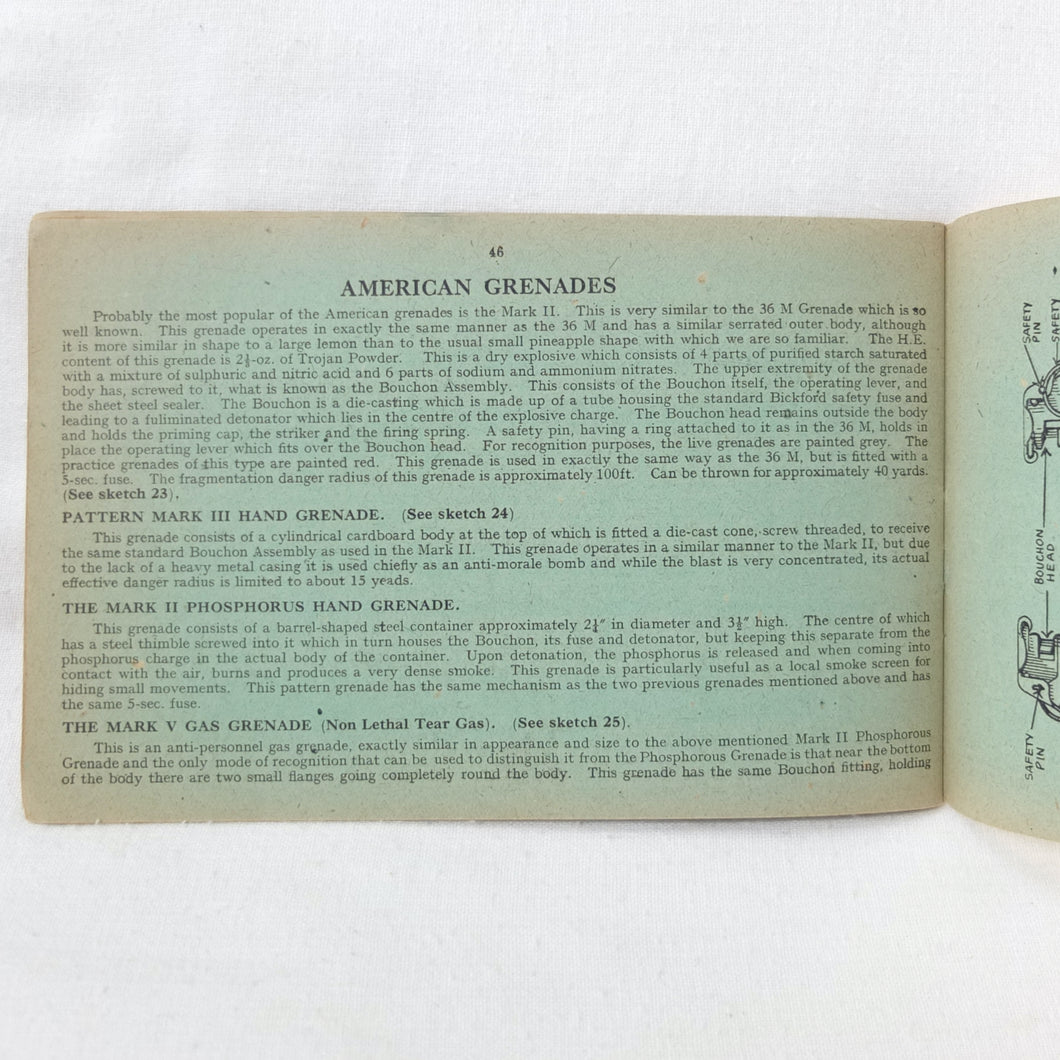 46
AMERICAN GRENADES
Probably the most popular of the American grenades is the Mark II. This is very similar to the 36 M Grenade which is so
well known. This grenade operates in exactly the same manner as the 36 M and has a similar serrated outer body, although
it is more similar in shape to a large lemon than to the usual small pineapple shape with which we are so familiar. The H.E.
content of this grenade is 2½-oz. of Trojan Powder. This is a dry explosive which consists of 4 parts of purified starch saturated
with a mixture of sulphuric and nitric acid and 6 parts of sodium and ammonium nitrates. The upper extremity of the grenade
body has, screwed to it, what is known as the Bouchon Assembly. This consists of the Bouchon itself, the operating lever, and
the sheet steel sealer. The Bouchon is a die-casting which is made up of a tube housing the standard Bickford safety fuse and
leading to a fuliminated detonator which lies in the centre of the explosive charge. The Bouchon head remains outside the body
and holds the priming cap, the striker and the firing spring. A safety pin, having a ring attached to it as in the 36 M, holds in
place the operating lever which fits over the Bouchon head. For recognition purposes, the live grenades are painted grey. The
practice grenades of this type are painted red. This grenade is used in exactly the same way as the 36 M, but is fitted with a
5-sec. fuse. The fragmentation danger radius of this grenade is approximately 100ft. Can be thrown for approximately 40 yards.
(See sketch 23).
PATTERN MARK III HAND GRENADE. (See sketch 24)
This grenade consists of a cylindrical cardboard body at the top of which is fitted a die-cast cone, screw threaded, to receive
the same standard Bouchon Assembly as used in the Mark II. This grenade operates in a similar manner to the Mark II, but due
to the lack of a heavy metal casing it is used chiefly as an anti-morale bomb and while the blast is very concentrated, its actual
effective danger radius is limited to about 15 yeads.
THE MARK II PHOSPHORUS HAND GRENADE.
This grenade consists of a barrel-shaped steel container approximately 2¼″ in diameter and 3½″ high. The centre of which
has a steel thimble screwed into it which in turn houses the Bouchon, its fuse and detonator, but keeping this separate from the
phosphorus charge in the actual body of the container. Upon detonation, the phosphorus is released and when coming into
contact with the air, burns and produces a very dense smoke. This grenade is particularly useful as a local smoke screen for
hiding small movements. This pattern grenade has the same mechanism as the two previous grenades mentioned above and has
the same 5-sec. fuse.
THE MARK V GAS GRENADE (Non Lethal Tear Gas). (See sketch 25).
This is an anti-personnel gas grenade, exactly similar in appearance and size to the above mentioned Mark II Phosphorous
Grenade and the only mode of recognition that can be used to distinguish it from the Phosphorous Grenade is that near the bottom
of the body there are two small flanges going completely round the body. This grenade has the same Bouchon fitting, holding
SAFETY
PIN
SAFETY
BOUCHON
HEAD
SAFETY
PIN